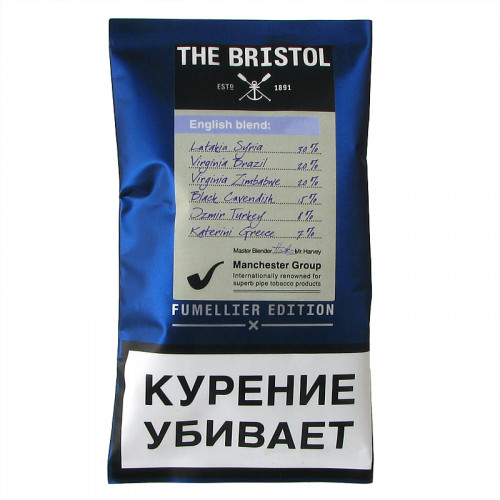 THE BRISTOL
ESTD 1891
English blend:
Latakia Syria 30%
Virginia Brazil 20%
Virginia Zimbabwe 20%
Black Cavendish 15%
Izmir Turkey 8%
Katerini Greece 7%
Master Blender Mr. Harvey
Manchester Group
Internationally renowned for
superb pipe tobacco products
FUMELLIER EDITION
КУРЕНИЕ
УБИВАЕТ